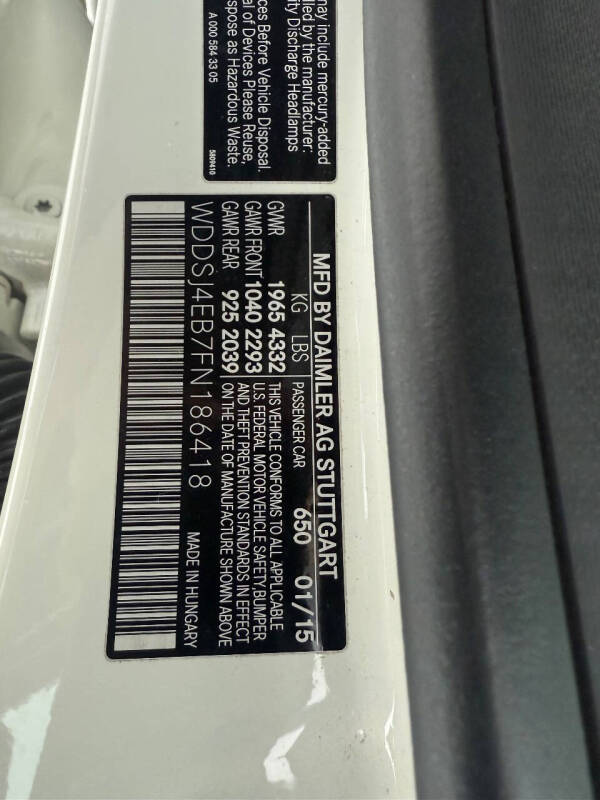 may include mercury-added
lled by the manufacturer:
ity Discharge Headlamps
ces Before Vehicle Disposal.
al of Devices Please Reuse,
spose as Hazardous Waste.
A 000 584 33 05
5809410
MFD BY DAIMLER AG STUTTGART
KG LBS PASSENGER CAR 650 01/15
GVWR 1965 4332 THIS VEHICLE CONFORMS TO ALL APPLICABLE
GAWR FRONT 1040 2293 U.S. FEDERAL MOTOR VEHICLE SAFETY, BUMPER
GAWR REAR 925 2039 AND THEFT PREVENTION STANDARDS IN EFFECT
ON THE DATE OF MANUFACTURE SHOWN ABOVE
WDDSJ4EB7FN186418 MADE IN HUNGARY